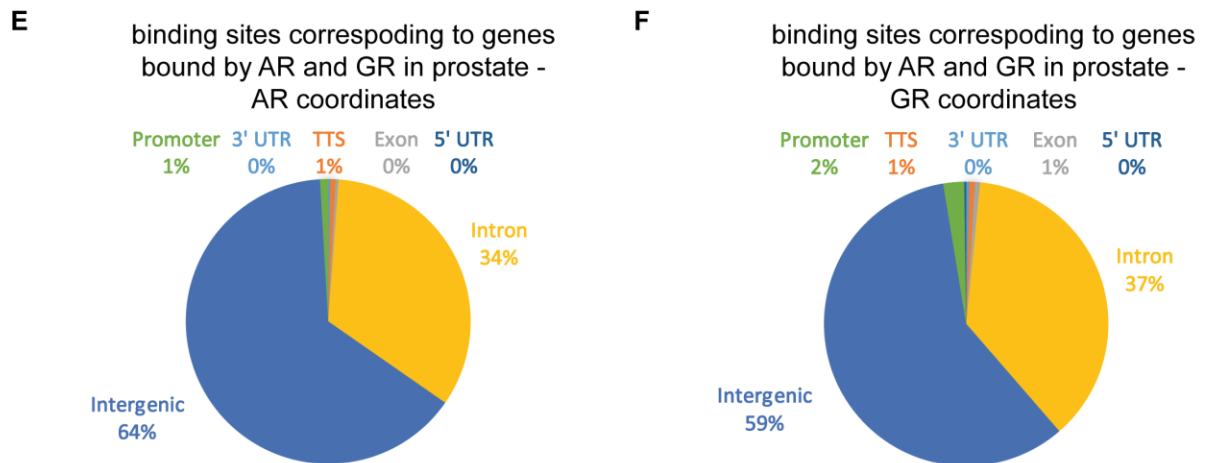 E
binding sites correspoding to genes
bound by AR and GR in prostate -
AR coordinates
Promoter 3' UTR TTS Exon 5' UTR
1% 0% 1% 0% 0%
Intron
34%
Intergenic
64%
F
binding sites correspoding to genes
bound by AR and GR in prostate -
GR coordinates
Promoter TTS 3' UTR Exon 5' UTR
2% 1% 0% 1% 0%
Intron
37%
Intergenic
59%